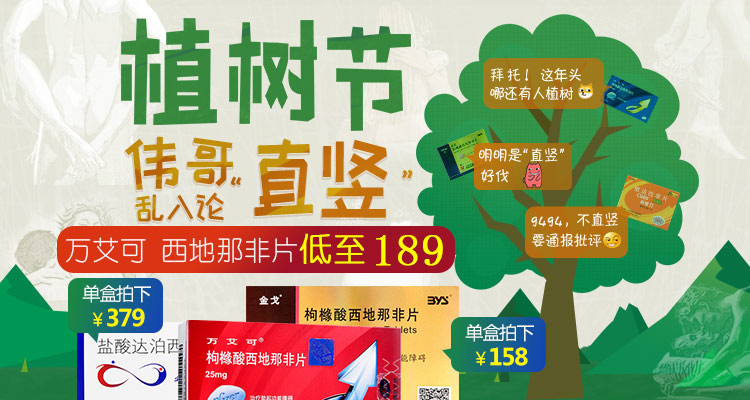 植树节
伟哥
乱入论
“直竖”
万艾可 西地那非片低至189
拜托！这年头
哪还有人植树
明明是“直竖”
好伐
9494，不直竖
要通报批评
单盒拍下
¥379
盐酸达泊西
金戈
BYS
枸橼酸西地那非片
万艾可
枸橼酸西地那非片
25mg
单盒拍下
¥158